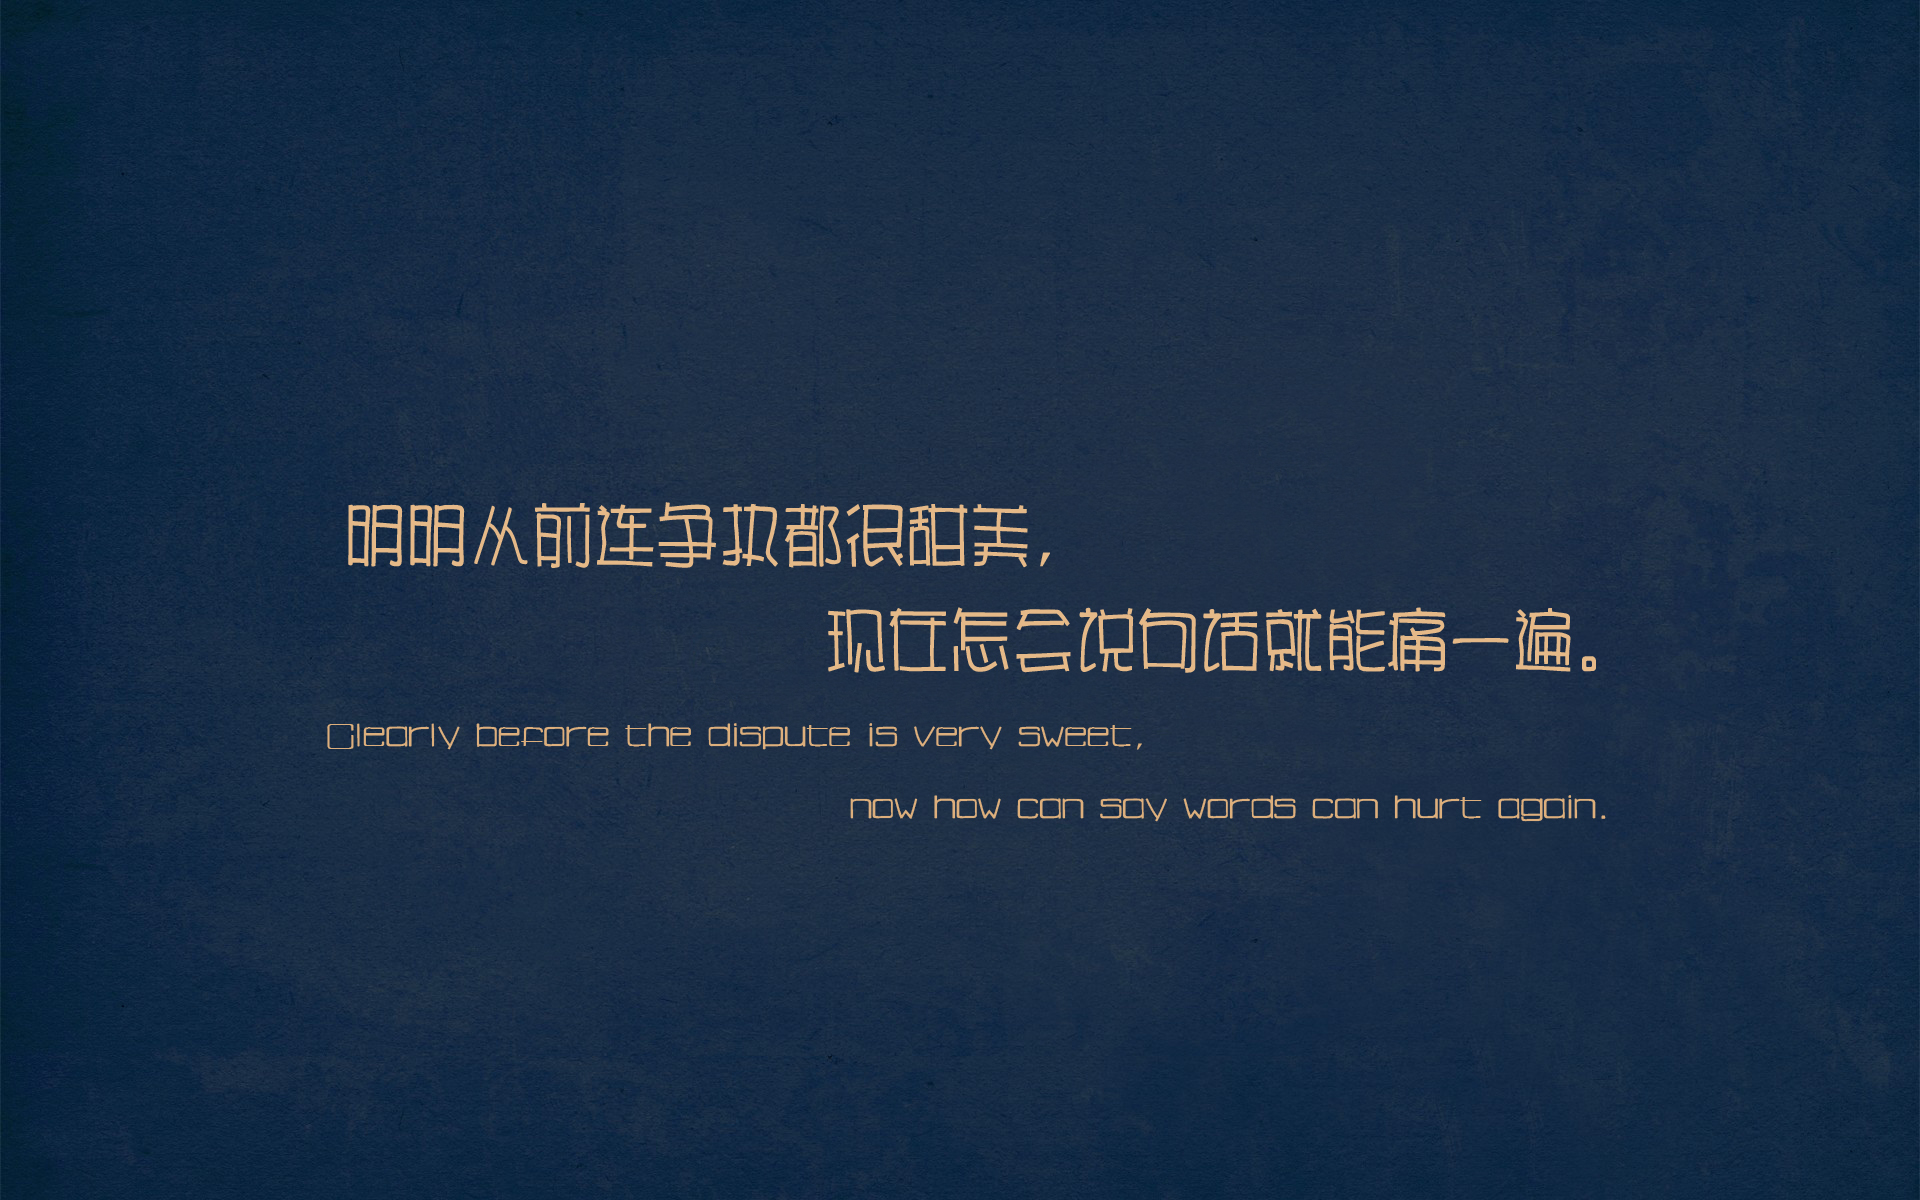 明明从前连争执都很甜美,
现在怎会说句话就能痛一遍。
Clearly before the dispute is very sweet,
now how can say words can hurt again.